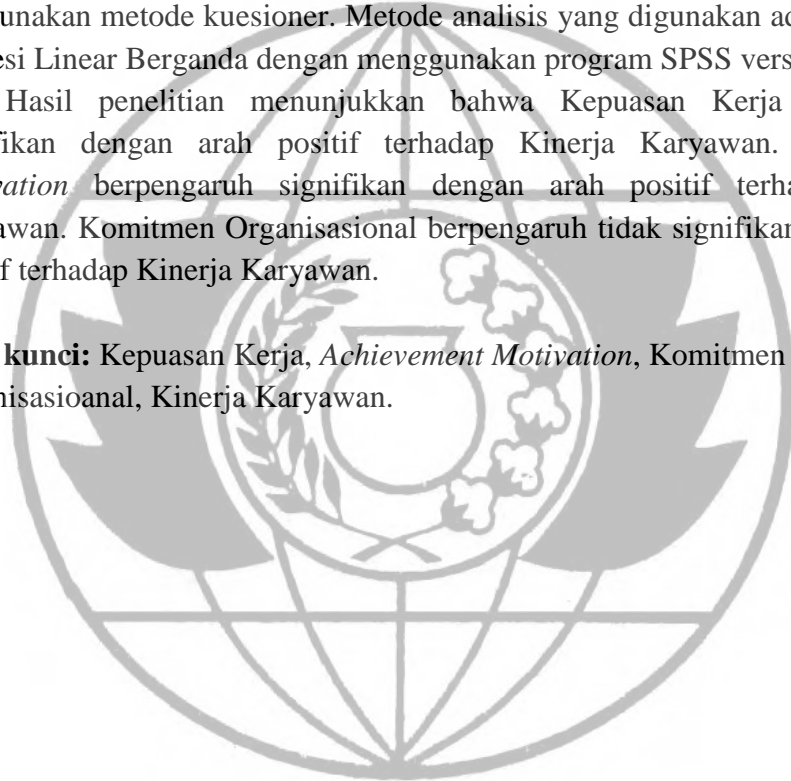 unakan metode kuesioner. Metode analisis yang digunakan ad
esi Linear Berganda dengan menggunakan program SPSS vers
Hasil penelitian menunjukkan bahwa Kepuasan Kerja
fikan dengan arah positif terhadap Kinerja Karyawan.
vation berpengaruh signifikan dengan arah positif terha
awan. Komitmen Organisasional berpengaruh tidak signifikan
f terhadap Kinerja Karyawan.
kunci: Kepuasan Kerja, Achievement Motivation, Komitmen
nisasioanal, Kinerja Karyawan.